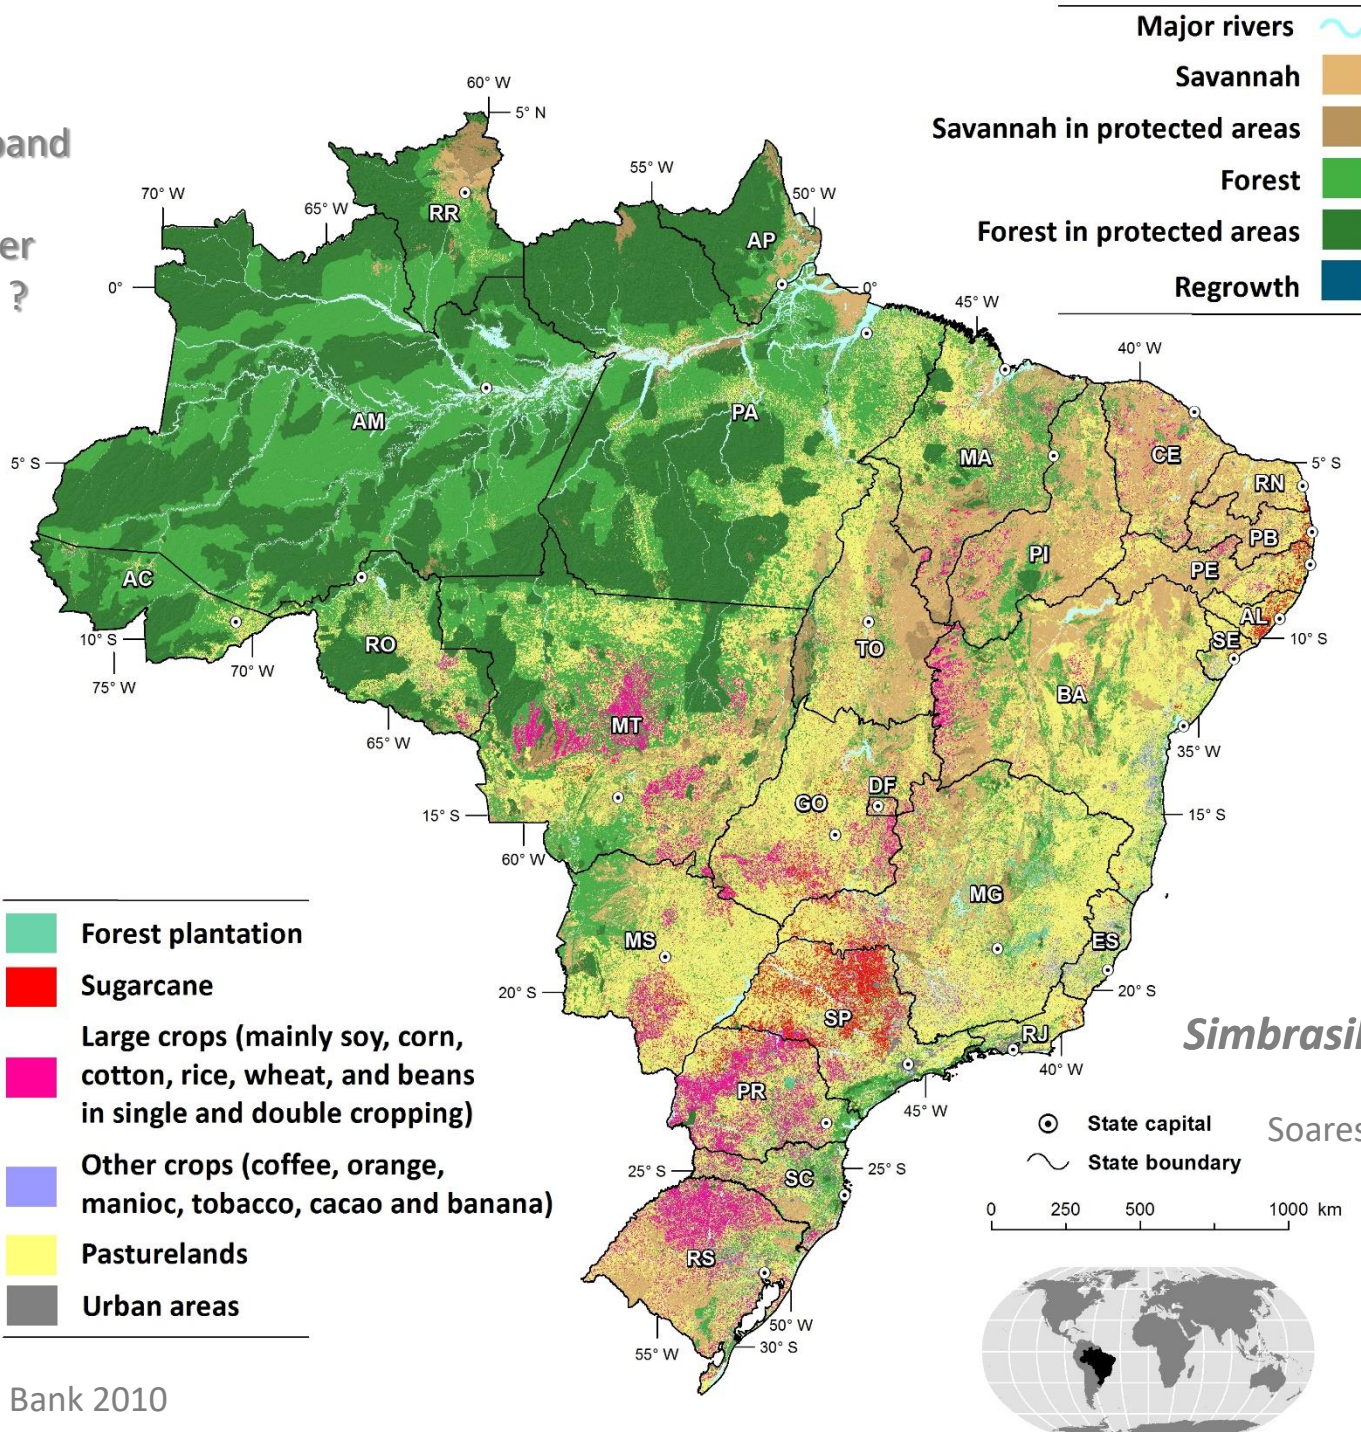 Major rivers
Savannah
Savannah in protected areas
Forest
Forest in protected areas
Regrowth
?
60° W
5° N
55° W
70° W
65° W
50° W
RR
AP
0°
0°
45° W
40° W
AM
PA
MA
CE
5° S
5° S
RN
PB
PI
PE
AC
AL
10° S
RO
TO
SE
10° S
70° W
75° W
BA
MT
65° W
35° W
DF
GO
15° S
15° S
60° W
MG
MS
ES
20° S
20° S
SP
RJ
40° W
PR
45° W
25° S
SC
25° S
RS
50° W
55° W
30° S
Forest plantation
Sugarcane
Large crops (mainly soy, corn,
cotton, rice, wheat, and beans
in single and double cropping)
Other crops (coffee, orange,
manioc, tobacco, cacao and banana)
Pasturelands
Urban areas
Simbrasil
Soares
State capital
State boundary
0 250 500 1000 km
Bank 2010